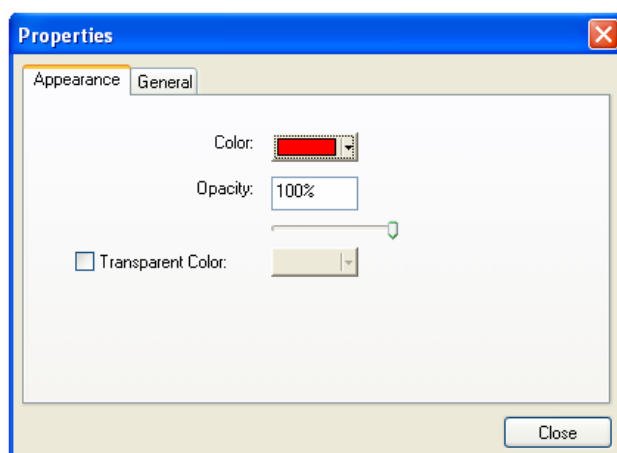 Properties
Appearance General
Color:
Opacity: 100%
Transparent Color:
Close